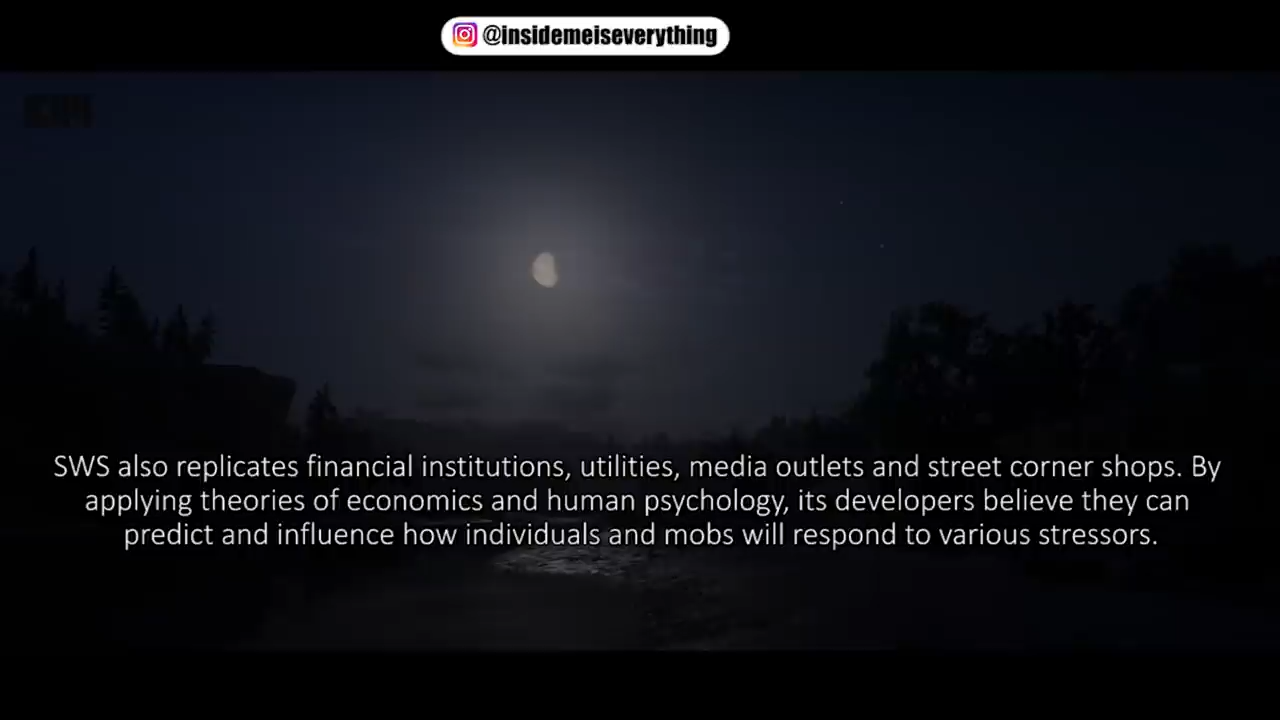 @insidemeiseverything
SWS also replicates financial institutions, utilities, media outlets and street corner shops. By
applying theories of economics and human psychology, its developers believe they can
predict and influence how individuals and mobs will respond to various stressors.